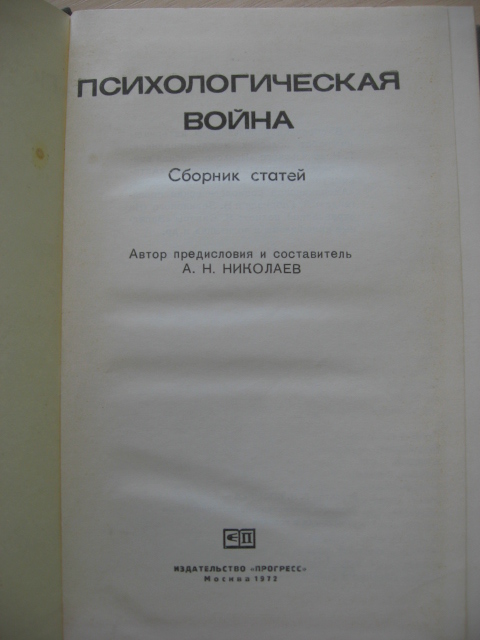 ПСИХОЛОГИЧЕСКАЯ
ВОЙНА
Сборник статей
Автор предисловия и составитель
А. Н. НИКОЛАЕВ
ИЗДАТЕЛЬСТВО «ПРОГРЕСС»
Москва 1972